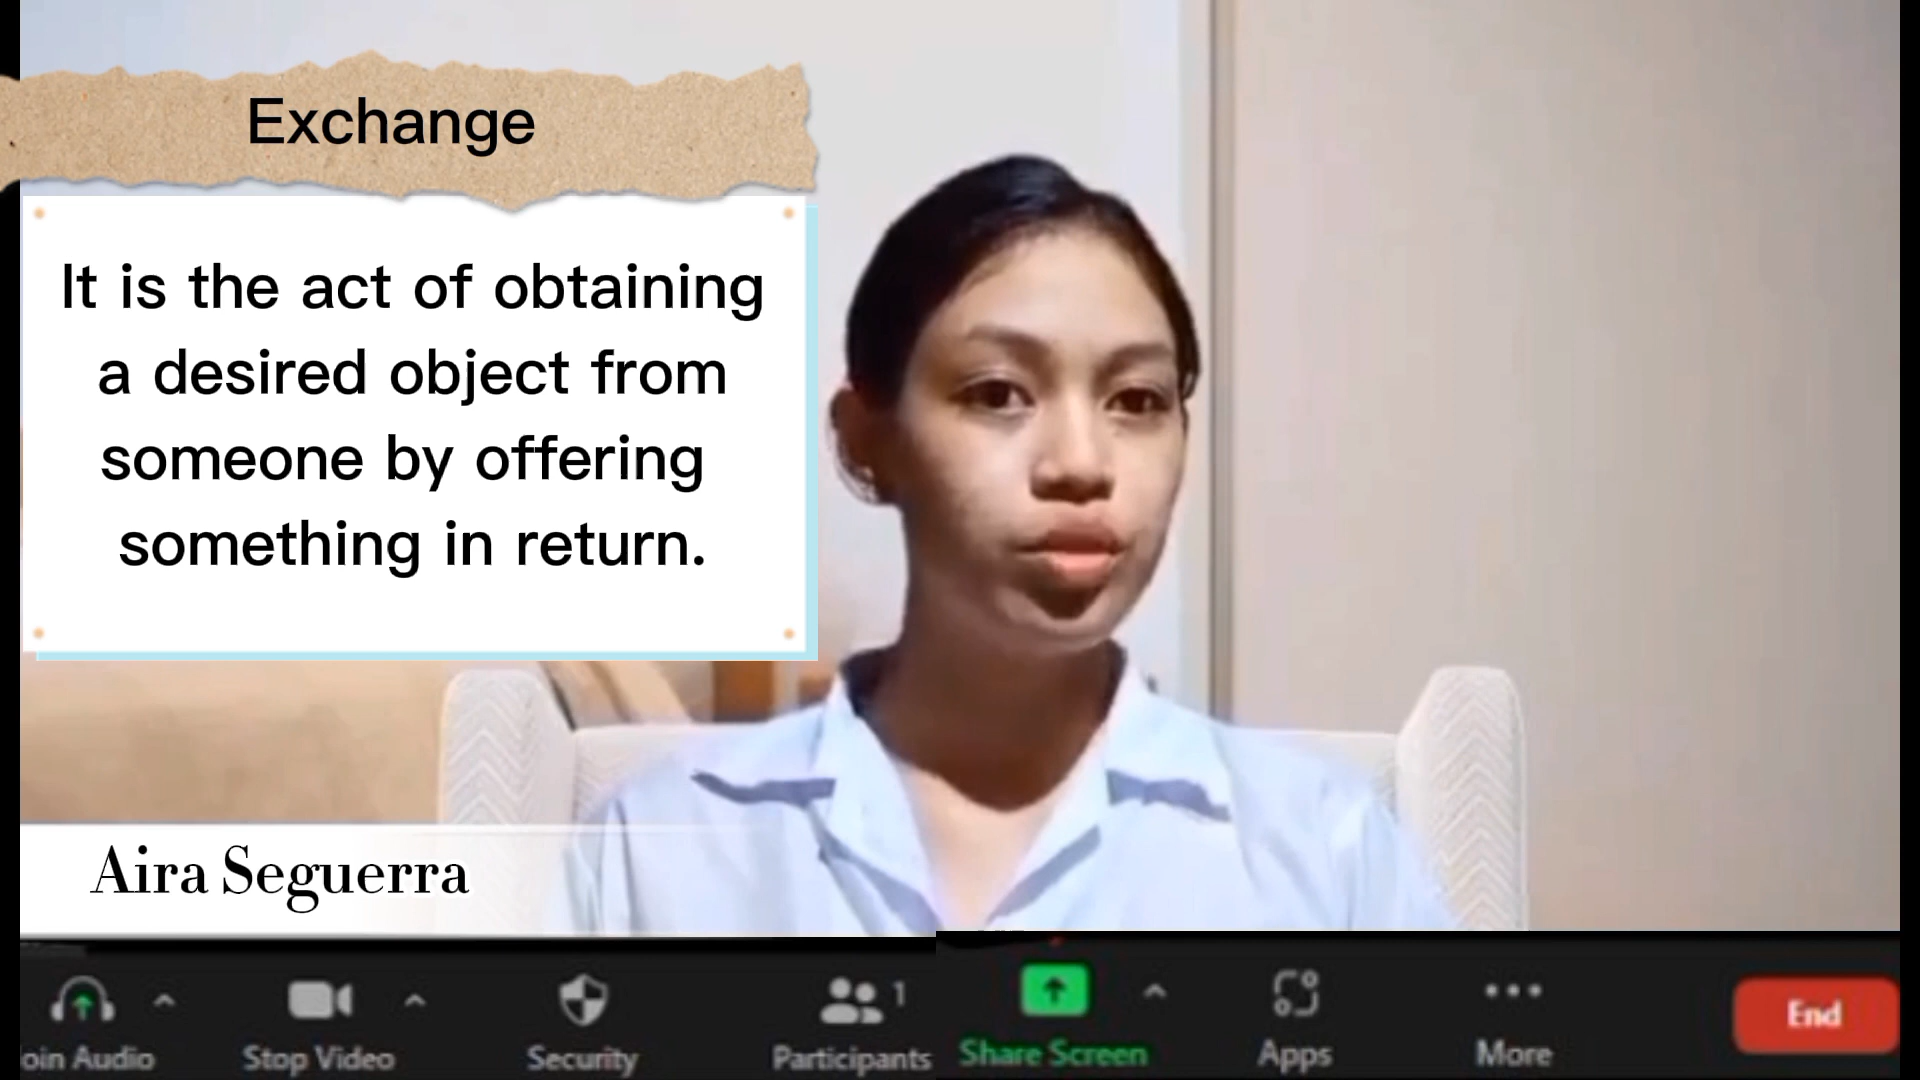 Exchange
It is the act of obtaining
a desired object from
someone by offering
something in return.
Aira Seguerra
oin Audio
Stop Video
Security
1
Participants
Share Screen
Apps
More
End